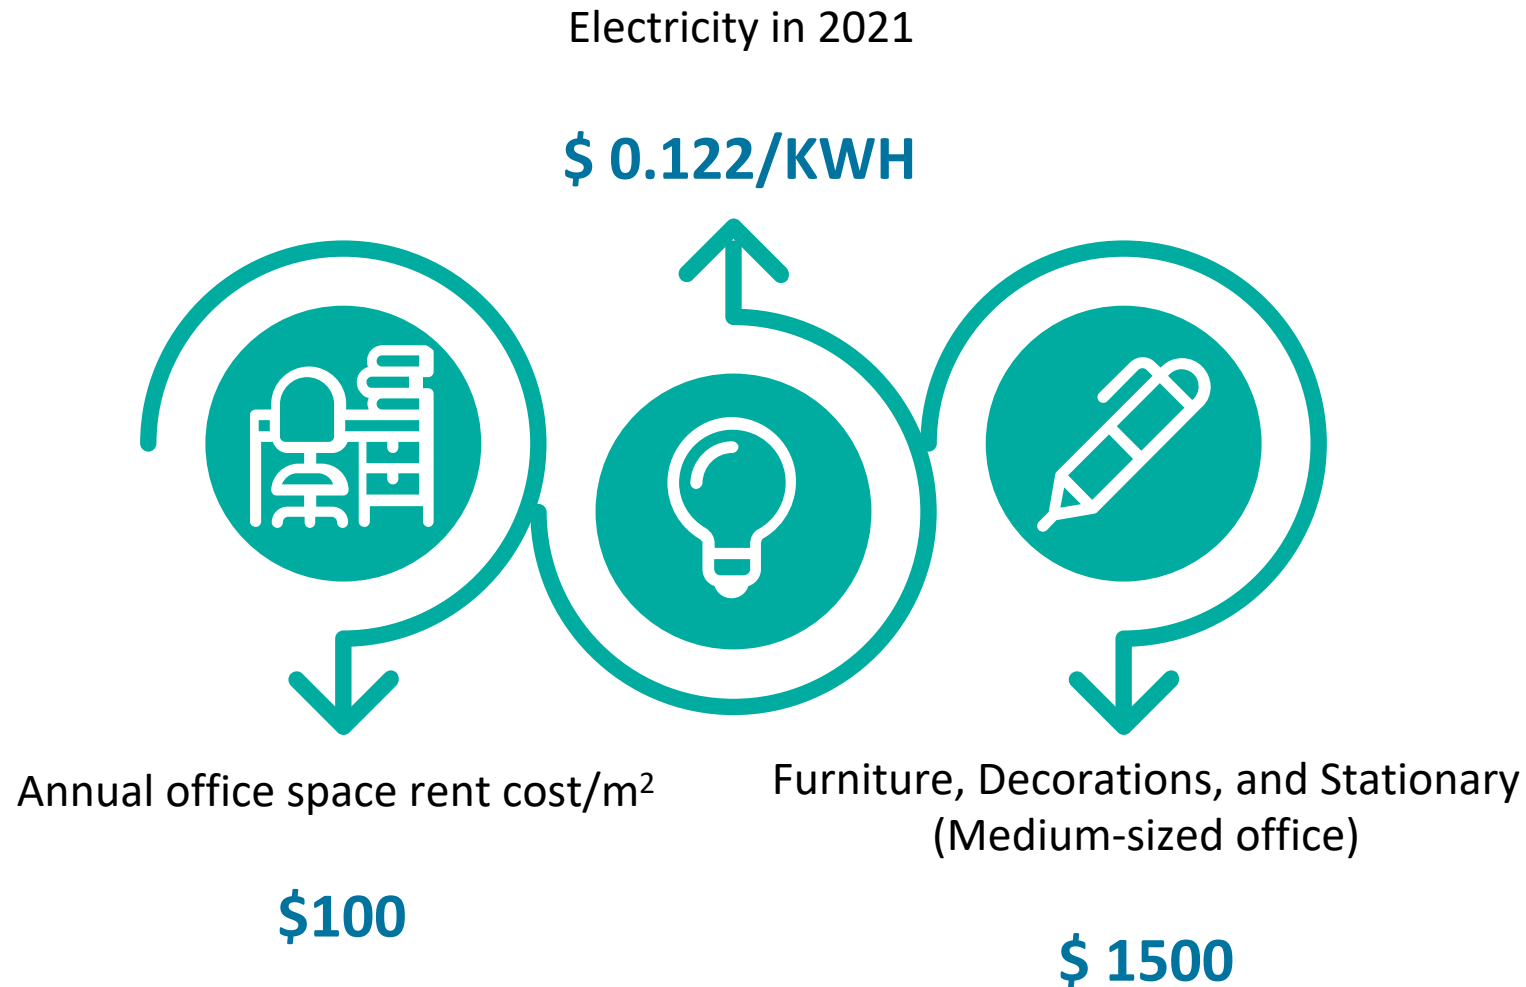 Electricity in 2021
$ 0.122/KWH
Annual office space rent cost/m²
$100
Furniture, Decorations, and Stationary
(Medium-sized office)
$ 1500